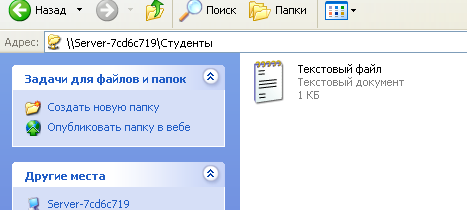 Назад
Поиск
Папки
Адрес: \\Server-7cd6c719\Студенты
Задачи для файлов и папок
Создать новую папку
Опубликовать папку в вебе
Другие места
Server-7cd6c719
Текстовый файл
Текстовый документ
1 КБ